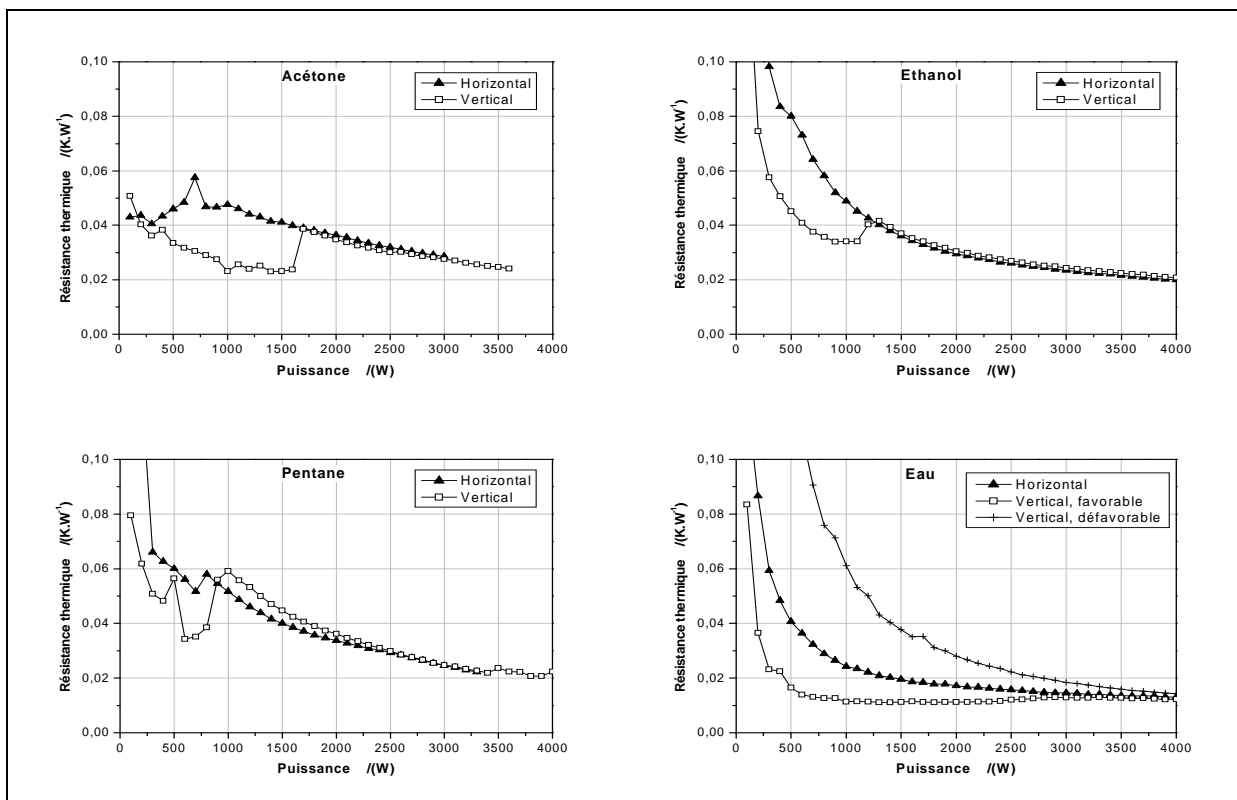 Acétone
Horizontal
Vertical
Résistance thermique /(K.W⁻¹)
0,10
0,08
0,06
0,04
0,02
0,00
0 500 1000 1500 2000 2500 3000 3500 4000
Puissance /(W)
Ethanol
Horizontal
Vertical
Résistance thermique /(K.W⁻¹)
0,10
0,08
0,06
0,04
0,02
0,00
0 500 1000 1500 2000 2500 3000 3500 4000
Puissance /(W)
Pentane
Horizontal
Vertical
Résistance thermique /(K.W⁻¹)
0,10
0,08
0,06
0,04
0,02
0,00
0 500 1000 1500 2000 2500 3000 3500 4000
Puissance /(W)
Eau
Horizontal
Vertical, favorable
Vertical, défavorable
Résistance thermique /(K.W⁻¹)
0,10
0,08
0,06
0,04
0,02
0,00
0 500 1000 1500 2000 2500 3000 3500 4000
Puissance /(W)